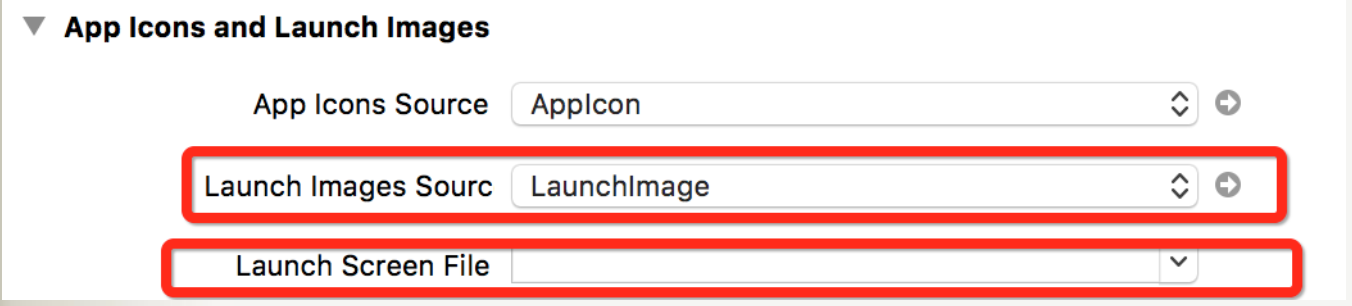 App Icons and Launch Images
App Icons Source AppIcon
Launch Images Sourc LaunchImage
Launch Screen File